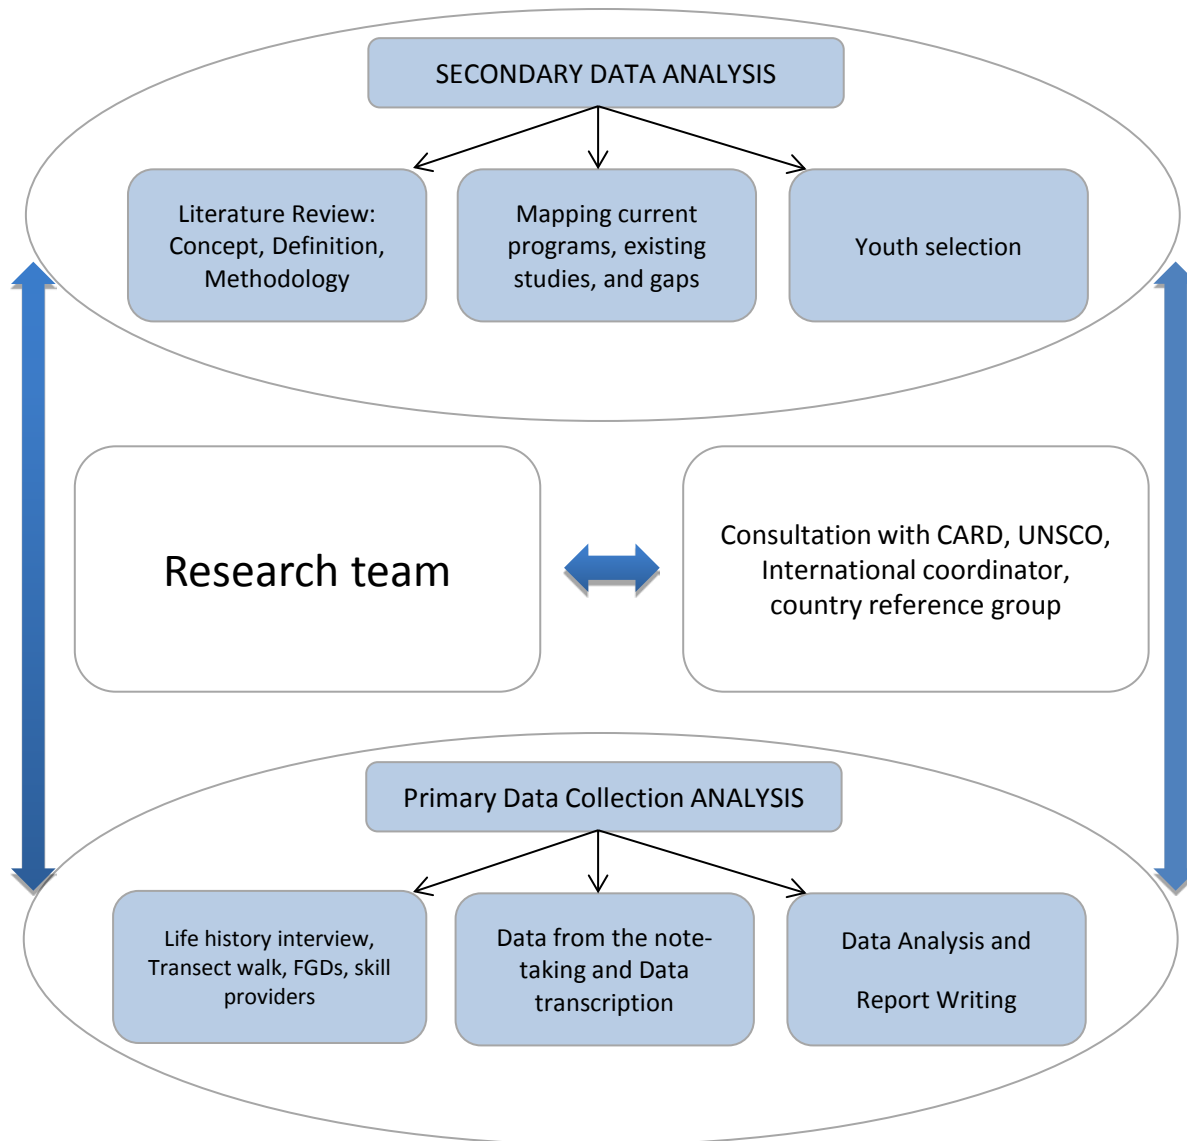 SECONDARY DATA ANALYSIS
Literature Review:
Concept, Definition,
Methodology
Mapping current
programs, existing
studies, and gaps
Youth selection
Research team
Consultation with CARD, UNSCO,
International coordinator,
country reference group
Primary Data Collection ANALYSIS
Life history interview,
Transect walk, FGDs, skill
providers
Data from the note-
taking and Data
transcription
Data Analysis and
Report Writing